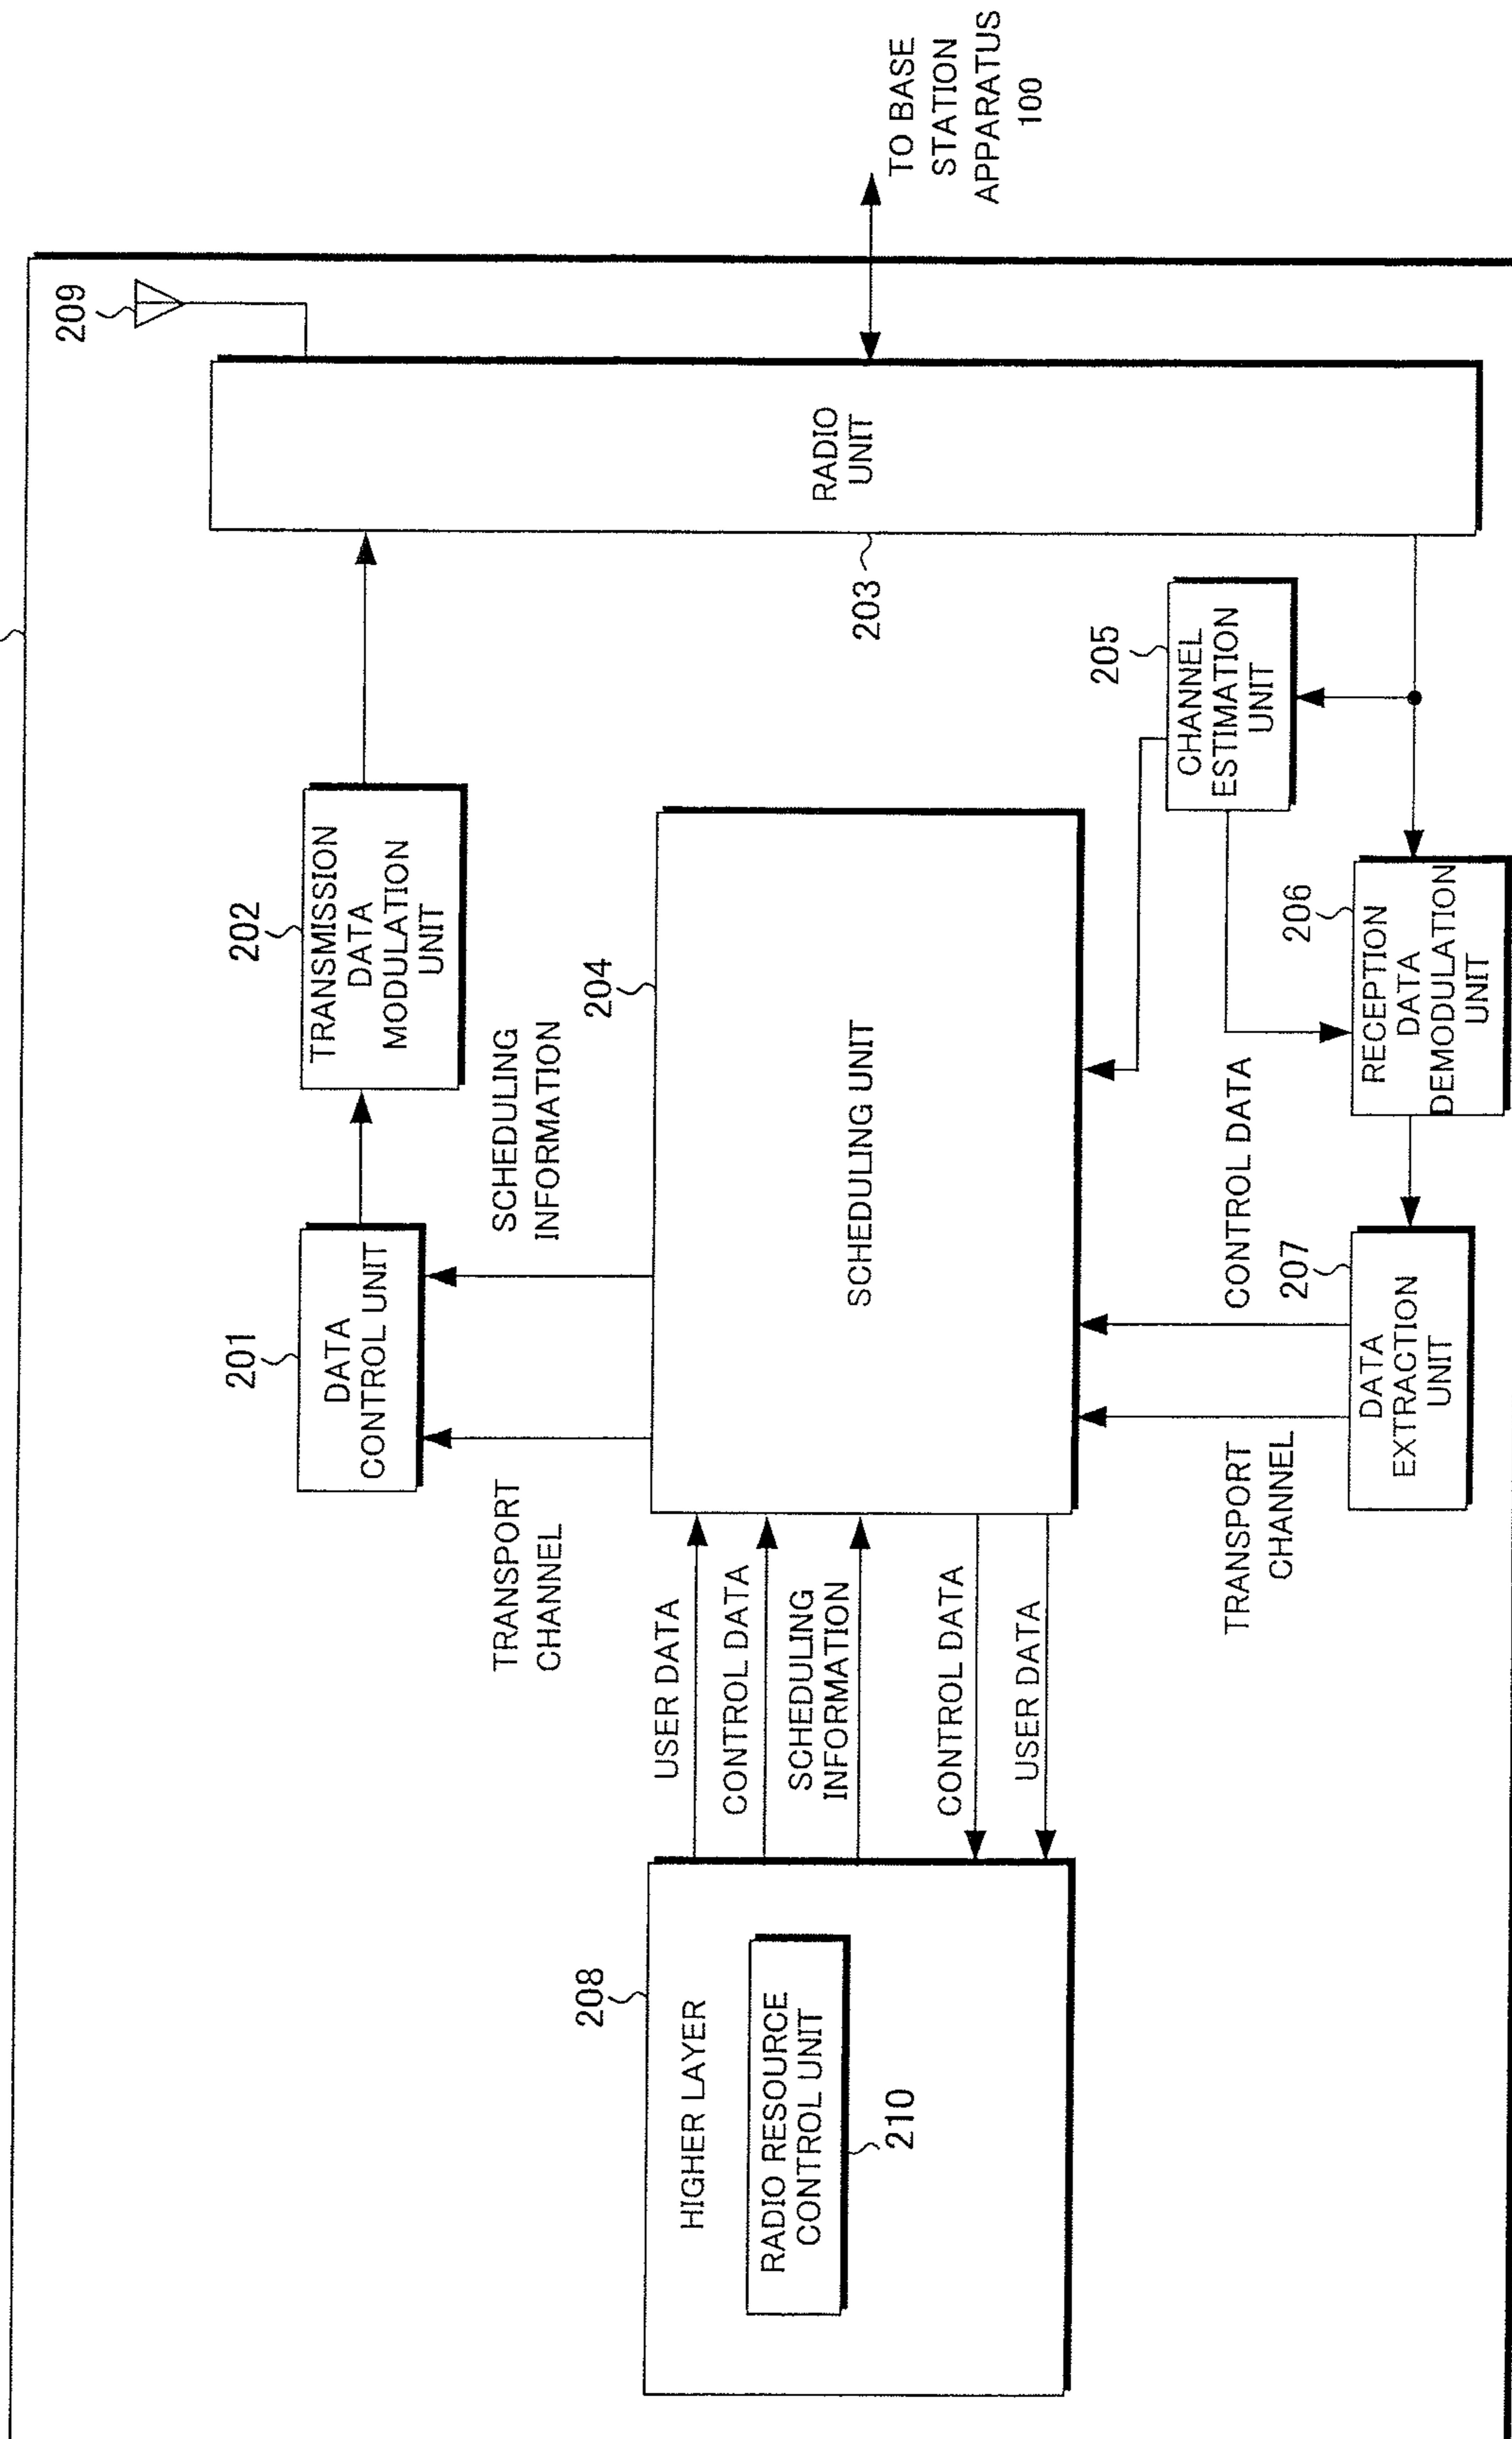 209
TO BASE
STATION
APPARATUS
100
RADIO
UNIT
203
202
TRANSMISSION
DATA
MODULATION
UNIT
205
CHANNEL
ESTIMATION
UNIT
206
RECEPTION
DATA
DEMODULATION
UNIT
204
SCHEDULING UNIT
SCHEDULING
INFORMATION
201
DATA
CONTROL UNIT
TRANSPORT
CHANNEL
CONTROL DATA
207
DATA
EXTRACTION
UNIT
TRANSPORT
CHANNEL
USER DATA
CONTROL DATA
SCHEDULING
INFORMATION
CONTROL DATA
USER DATA
208
HIGHER LAYER
RADIO RESOURCE
CONTROL UNIT
210